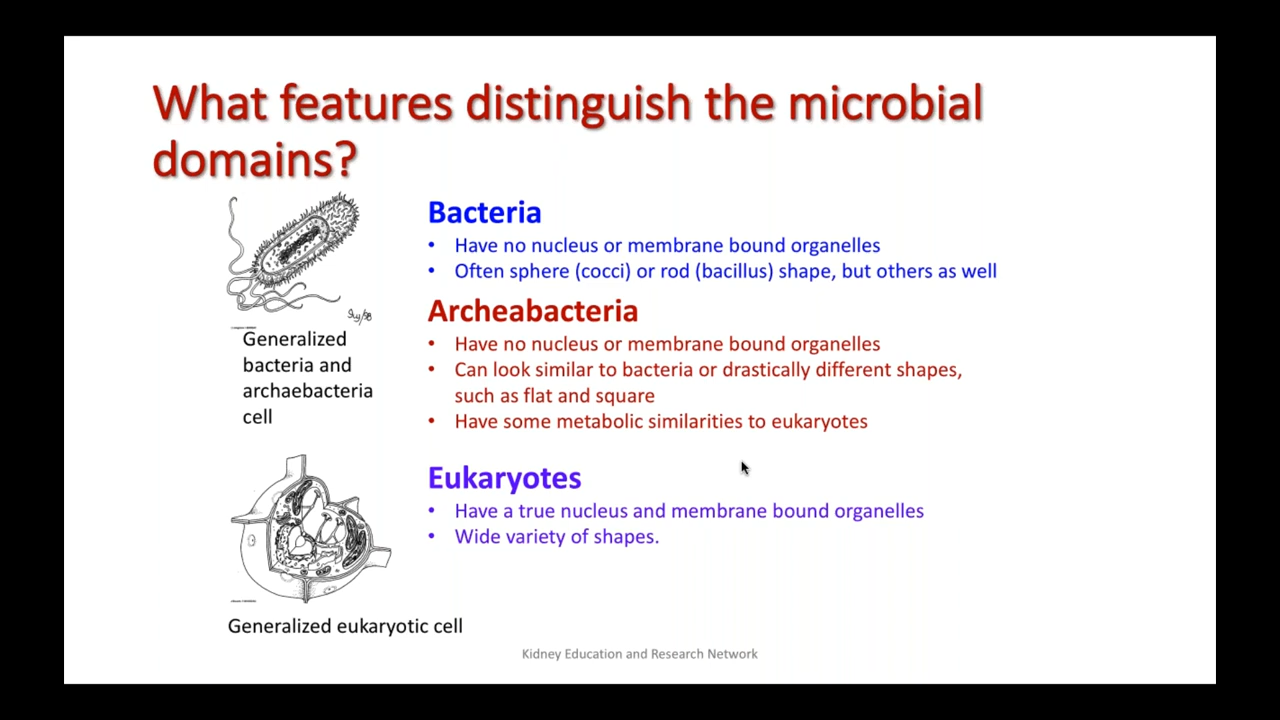 What features distinguish the microbial
domains?
Generalized
bacteria and
archaebacteria
cell
Bacteria
• Have no nucleus or membrane bound organelles
• Often sphere (cocci) or rod (bacillus) shape, but others as well
Archeabacteria
• Have no nucleus or membrane bound organelles
• Can look similar to bacteria or drastically different shapes,
such as flat and square
• Have some metabolic similarities to eukaryotes
Eukaryotes
• Have a true nucleus and membrane bound organelles
• Wide variety of shapes.
Generalized eukaryotic cell
Kidney Education and Research Network